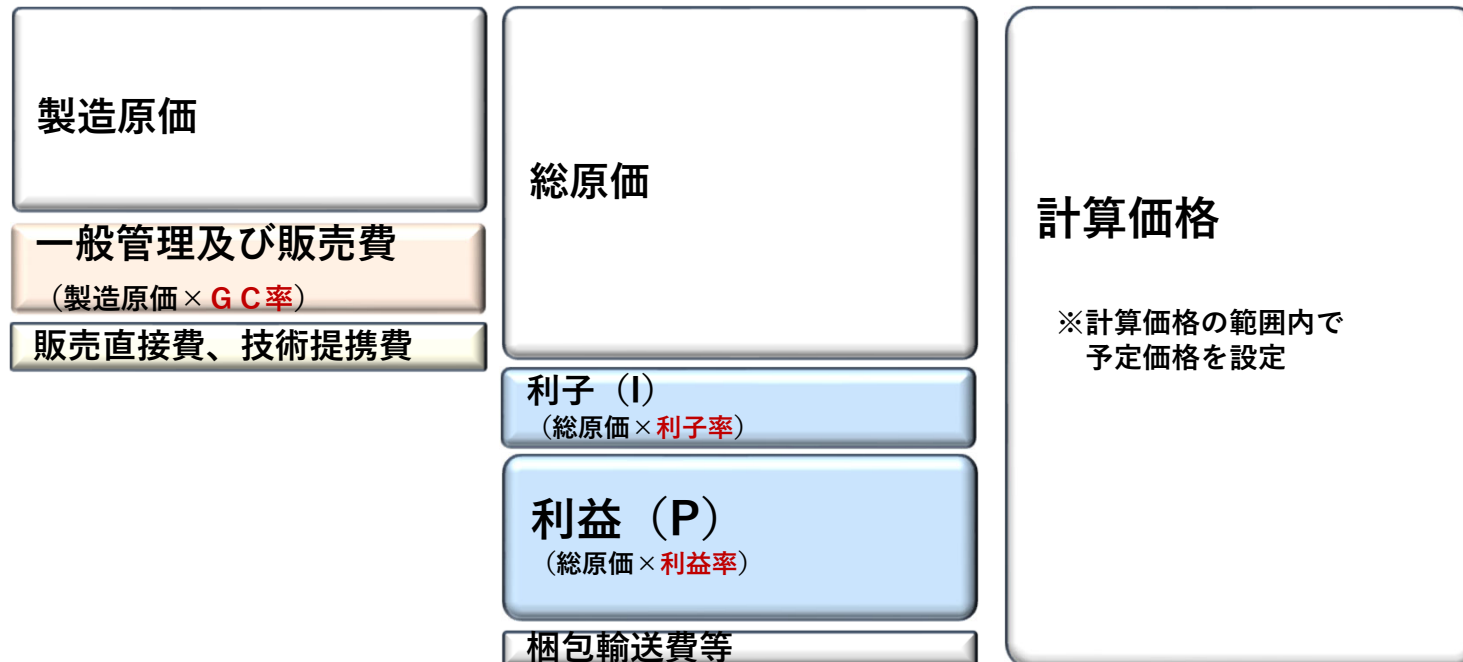 製造原価
一般管理及び販売費
（製造原価×ＧＣ率）
販売直接費、技術提携費
総原価
利子（I）
（総原価×利子率）
利益（P）
（総原価×利益率）
梱包輸送費等
計算価格
※計算価格の範囲内で
予定価格を設定